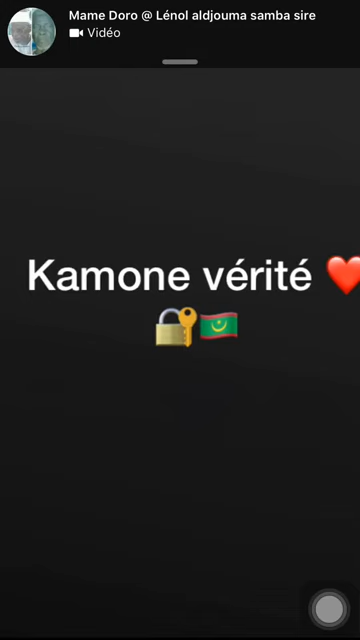 Mame Doro @ Lénol aldjouma samba sire
Vidéo
Kamone vérité ❤️
🔐🇲🇷